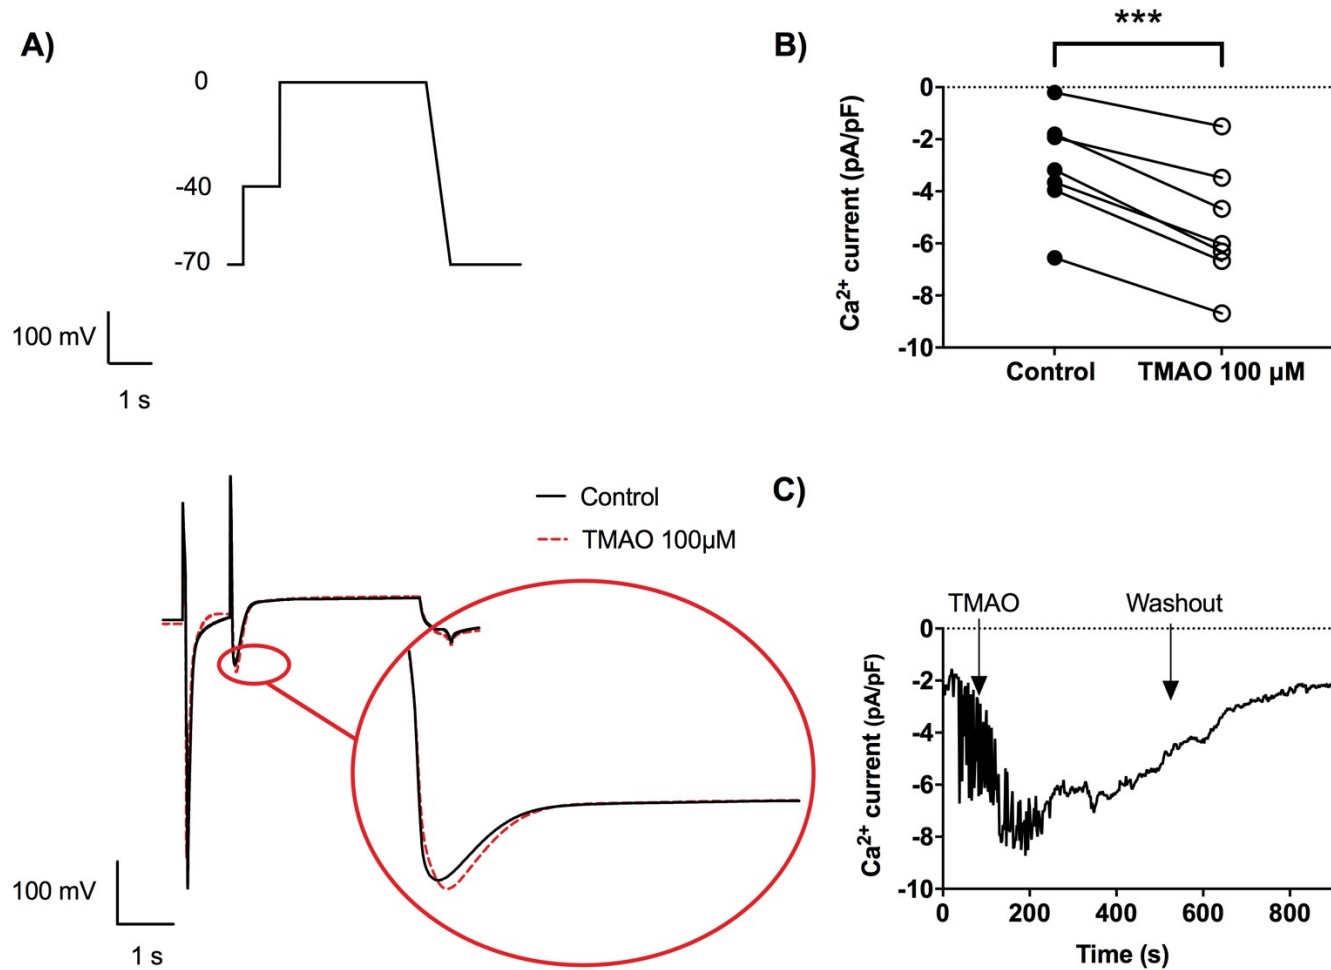 A)
0
-40
-70
100 mV
1 s
Control
TMAO 100µM
100 mV
1 s
B)
***
Ca²⁺ current (pA/pF)
0
-2
-4
-6
-8
-10
Control
TMAO 100 µM
C)
TMAO
Washout
Ca²⁺ current (pA/pF)
0
-2
-4
-6
-8
-10
0
200
400
600
800
Time (s)